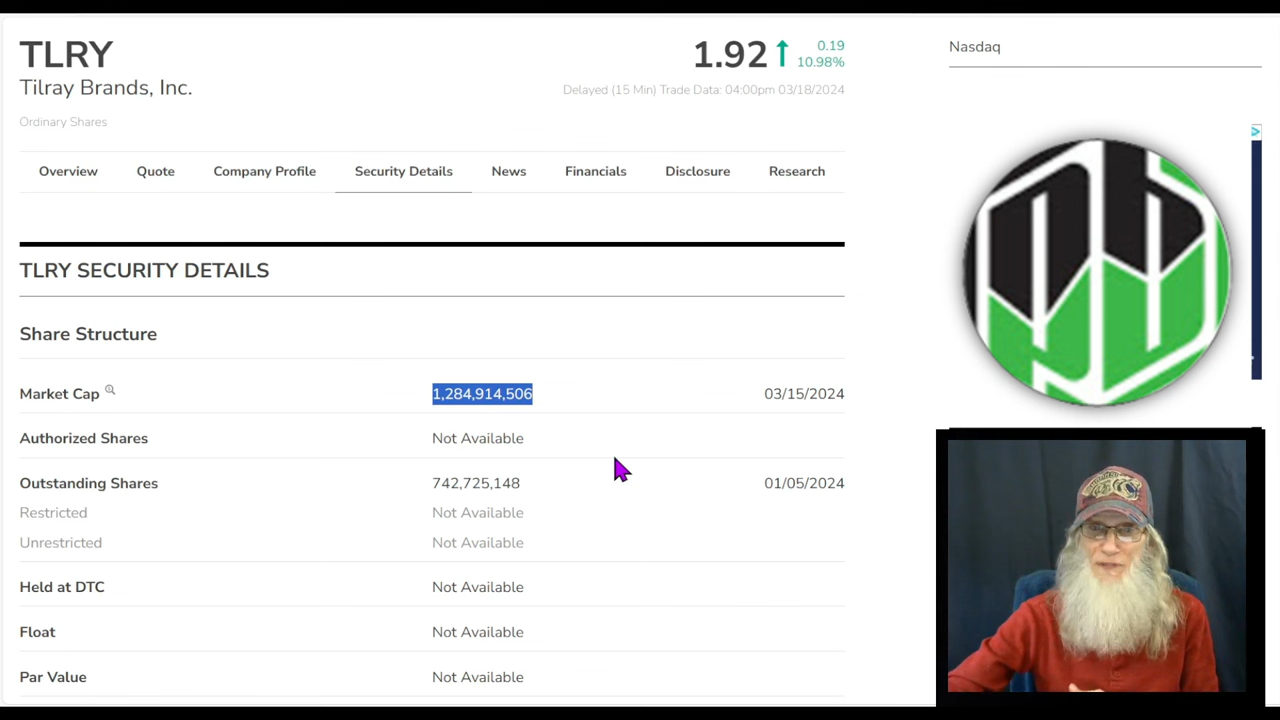 TLRY
1.92 0.19
10.98%
Tilray Brands, Inc.
Delayed (15 Min) Trade Data: 04:00pm 03/18/2024
Ordinary Shares
Nasdaq
Overview Quote Company Profile Security Details News Financials Disclosure Research
TLRY SECURITY DETAILS
Share Structure
Market Cap 1,284,914,506 03/15/2024
Authorized Shares Not Available
Outstanding Shares 742,725,148 01/05/2024
Restricted Not Available
Unrestricted Not Available
Held at DTC Not Available
Float Not Available
Par Value Not Available